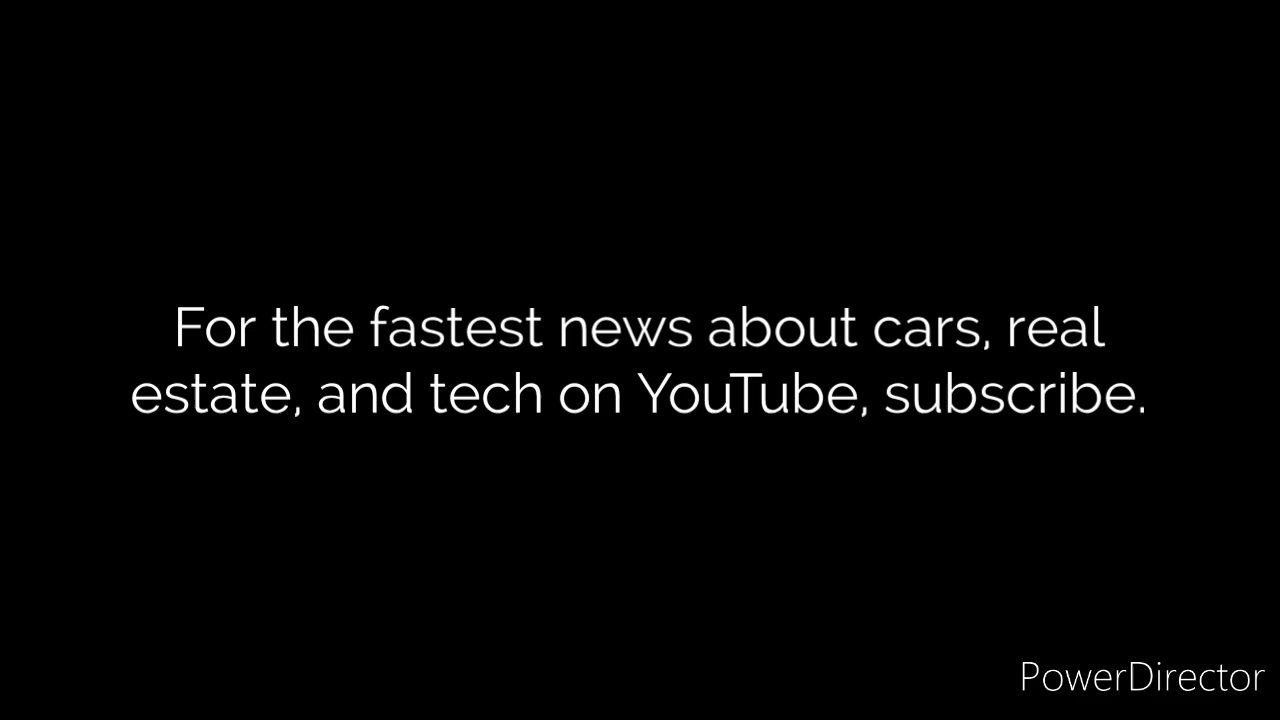 For the fastest news about cars, real
estate, and tech on YouTube, subscribe.
PowerDirector